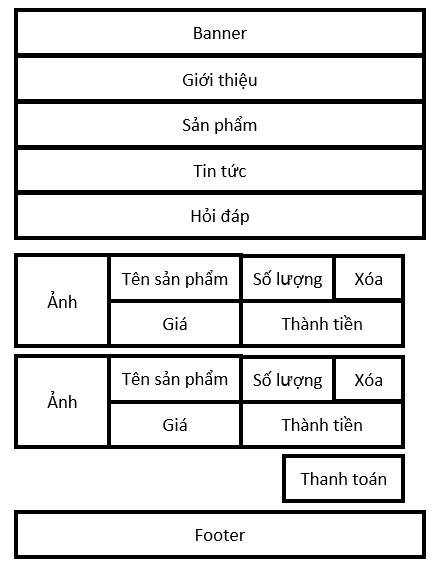 Banner
Giới thiệu
Sản phẩm
Tin tức
Hỏi đáp
Ảnh
Tên sản phẩm
Số lượng
Xóa
Giá
Thành tiền
Ảnh
Tên sản phẩm
Số lượng
Xóa
Giá
Thành tiền
Thanh toán
Footer